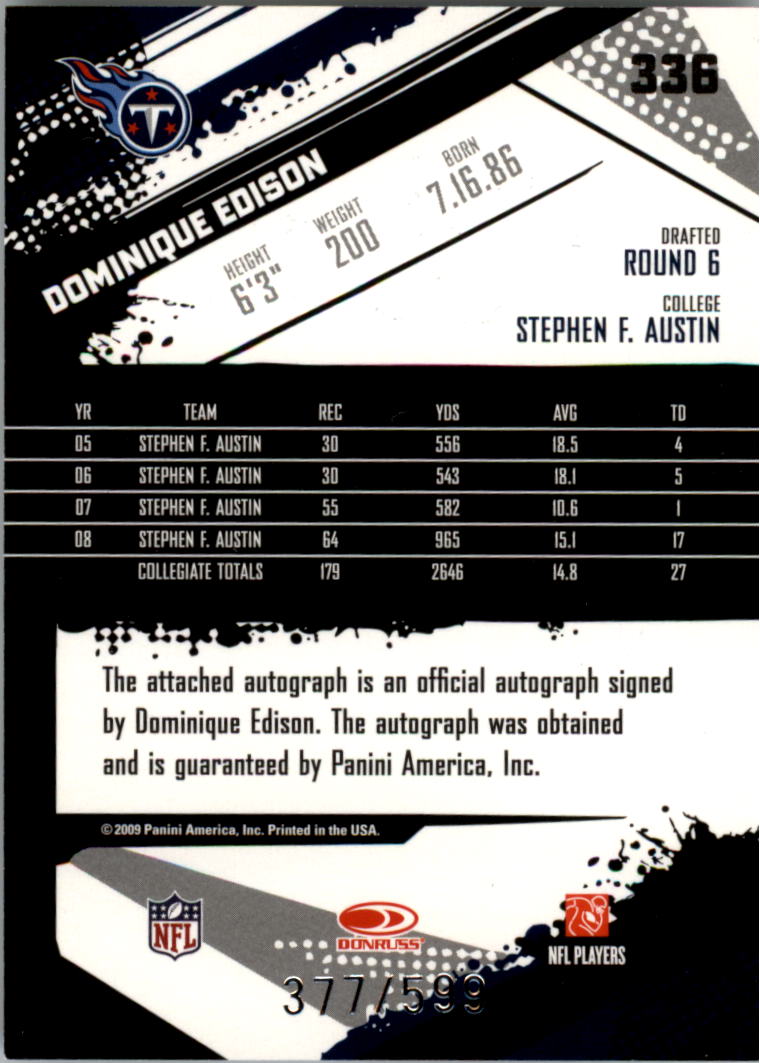 336
DOMINIQUE EDISON
HEIGHT
6'3"
WEIGHT
200
BORN
7.16.86
DRAFTED
ROUND 6
COLLEGE
STEPHEN F. AUSTIN
YR TEAM REC YDS AVG TD
05 STEPHEN F. AUSTIN 30 556 18.5 4
06 STEPHEN F. AUSTIN 30 543 18.1 5
07 STEPHEN F. AUSTIN 55 582 10.6 1
08 STEPHEN F. AUSTIN 64 965 15.1 17
COLLEGIATE TOTALS 179 2646 14.8 27
The attached autograph is an official autograph signed
by Dominique Edison. The autograph was obtained
and is guaranteed by Panini America, Inc.
©2009 Panini America, Inc. Printed in the USA.
NFL
DONRUSS
NFL PLAYERS
377/599